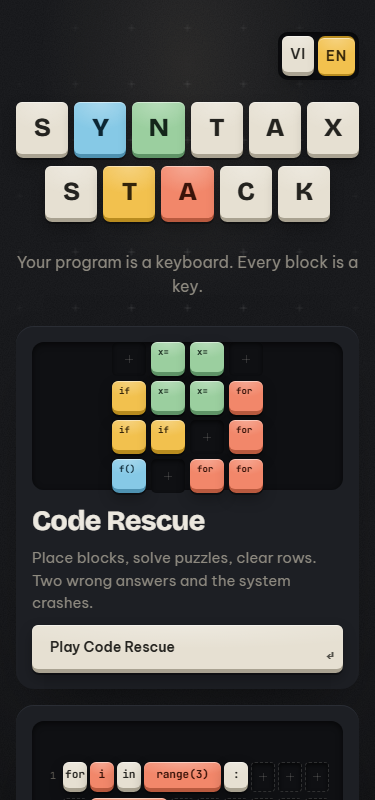 VI EN
S Y N T A X
S T A C K
Your program is a keyboard. Every block is a
key.
x= x=
if x= x= for
if if for
f() for for
Code Rescue
Place blocks, solve puzzles, clear rows.
Two wrong answers and the system
crashes.
Play Code Rescue
1 for i in range(3) :